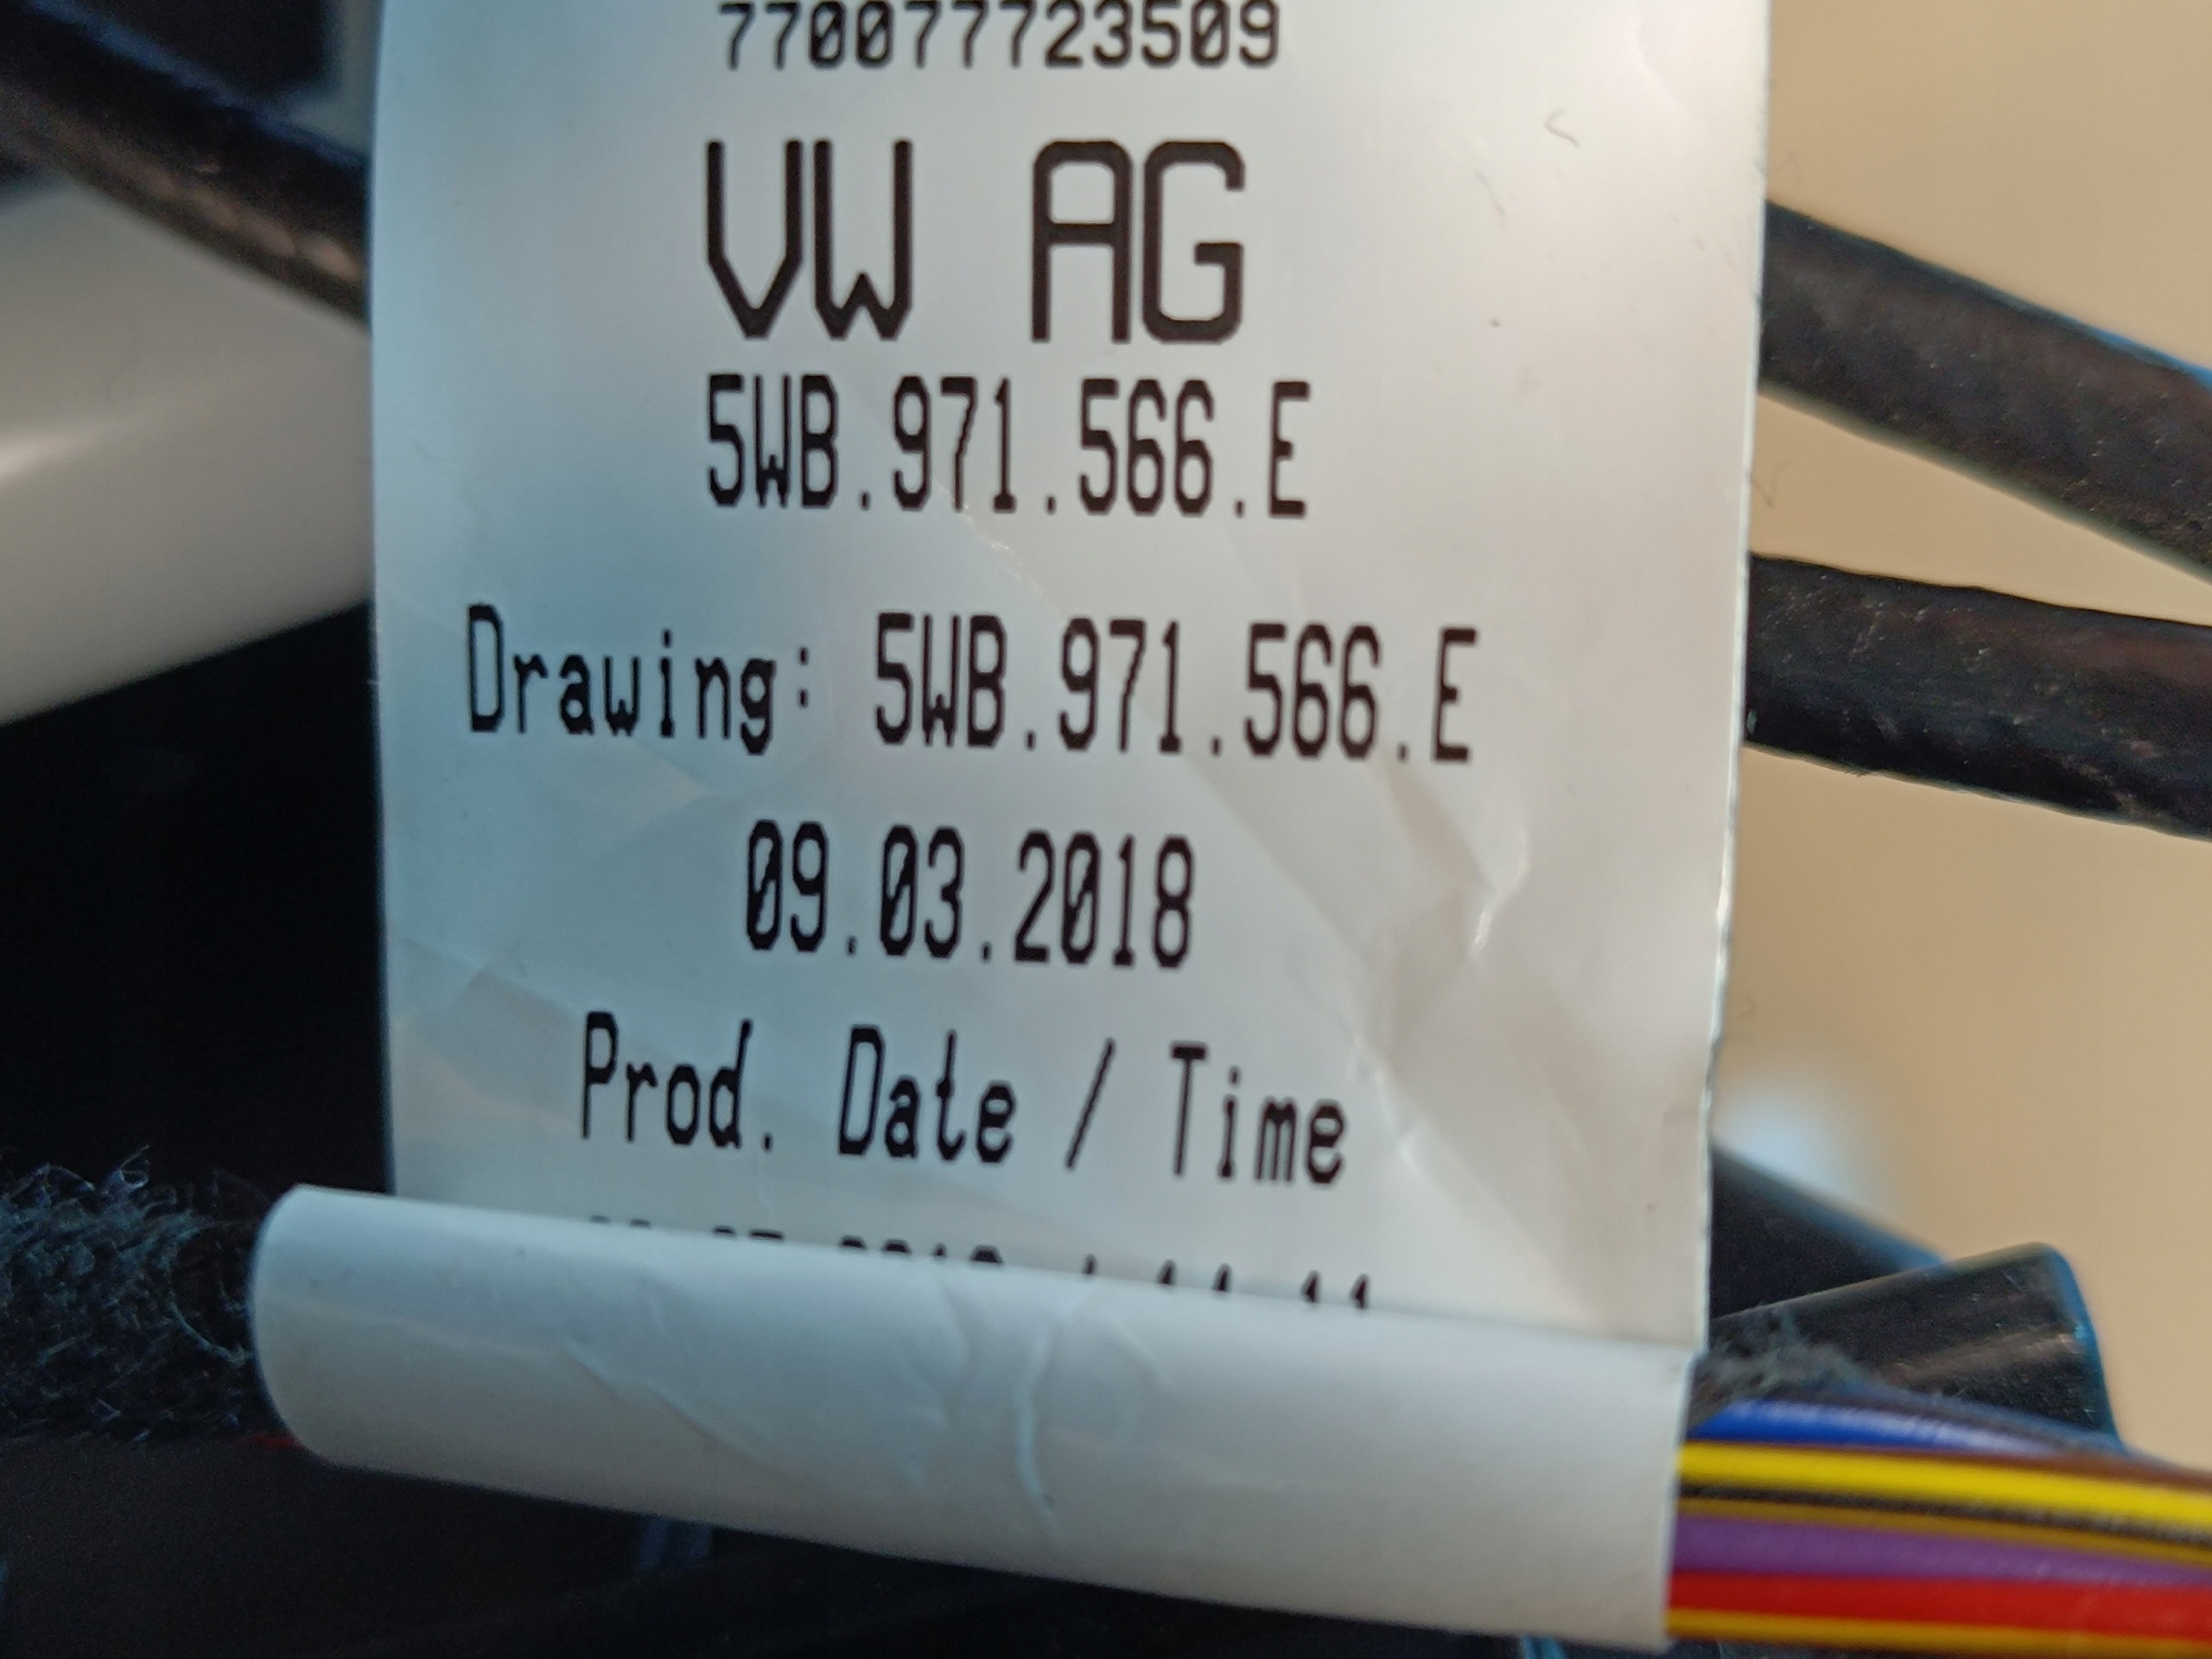 770077723509
VW AG
5WB.971.566.E
Drawing: 5WB.971.566.E
09.03.2018
Prod. Date / Time